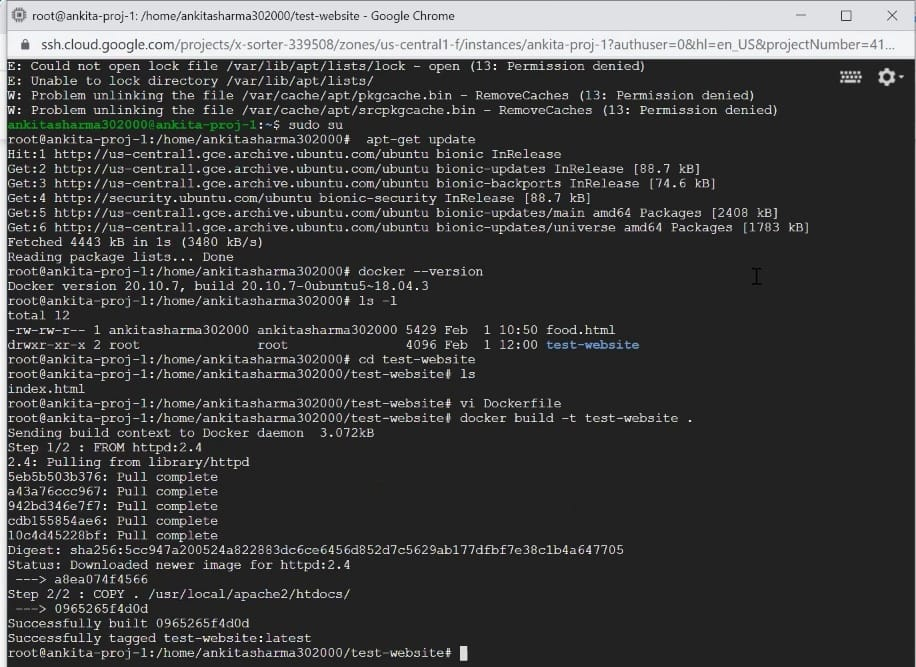 root@ankita-proj-1: /home/ankitasharma302000/test-website - Google Chrome
ssh.cloud.google.com/projects/x-sorter-339508/zones/us-central1-f/instances/ankita-proj-1?authuser=0&hl=en_US&projectNumber=41...
E: Could not open lock file /var/lib/apt/lists/lock - open (13: Permission denied)
E: Unable to lock directory /var/lib/apt/lists/
W: Problem unlinking the file /var/cache/apt/pkgcache.bin - RemoveCaches (13: Permission denied)
W: Problem unlinking the file /var/cache/apt/srcpkgcache.bin - RemoveCaches (13: Permission denied)
ankitasharma302000@ankita-proj-1:~$ sudo su
root@ankita-proj-1:/home/ankitasharma302000#  apt-get update
Hit:1 http://us-central1.gce.archive.ubuntu.com/ubuntu bionic InRelease
Get:2 http://us-central1.gce.archive.ubuntu.com/ubuntu bionic-updates InRelease [88.7 kB]
Get:3 http://us-central1.gce.archive.ubuntu.com/ubuntu bionic-backports InRelease [74.6 kB]
Get:4 http://security.ubuntu.com/ubuntu bionic-security InRelease [88.7 kB]
Get:5 http://us-central1.gce.archive.ubuntu.com/ubuntu bionic-updates/main amd64 Packages [2408 kB]
Get:6 http://us-central1.gce.archive.ubuntu.com/ubuntu bionic-updates/universe amd64 Packages [1783 kB]
Fetched 4443 kB in 1s (3480 kB/s)
Reading package lists... Done
root@ankita-proj-1:/home/ankitasharma302000# docker --version
Docker version 20.10.7, build 20.10.7-0ubuntu5~18.04.3
root@ankita-proj-1:/home/ankitasharma302000# ls -l
total 12
-rw-rw-r-- 1 ankitasharma302000 ankitasharma302000 5429 Feb  1 10:50 food.html
drwxr-xr-x 2 root               root               4096 Feb  1 12:00 test-website
root@ankita-proj-1:/home/ankitasharma302000# cd test-website
root@ankita-proj-1:/home/ankitasharma302000/test-website# ls
index.html
root@ankita-proj-1:/home/ankitasharma302000/test-website# vi Dockerfile
root@ankita-proj-1:/home/ankitasharma302000/test-website# docker build -t test-website .
Sending build context to Docker daemon  3.072kB
Step 1/2 : FROM httpd:2.4
2.4: Pulling from library/httpd
5eb5b503b376: Pull complete
a43a76ccc967: Pull complete
942bd346e7f7: Pull complete
cdb155854ae6: Pull complete
10c4d45228bf: Pull complete
Digest: sha256:5cc947a200524a822883dc6ce6456d852d7c5629ab177dfbf7e38c1b4a647705
Status: Downloaded newer image for httpd:2.4
 ---> a8ea074f4566
Step 2/2 : COPY . /usr/local/apache2/htdocs/
 ---> 0965265f4d0d
Successfully built 0965265f4d0d
Successfully tagged test-website:latest
root@ankita-proj-1:/home/ankitasharma302000/test-website#